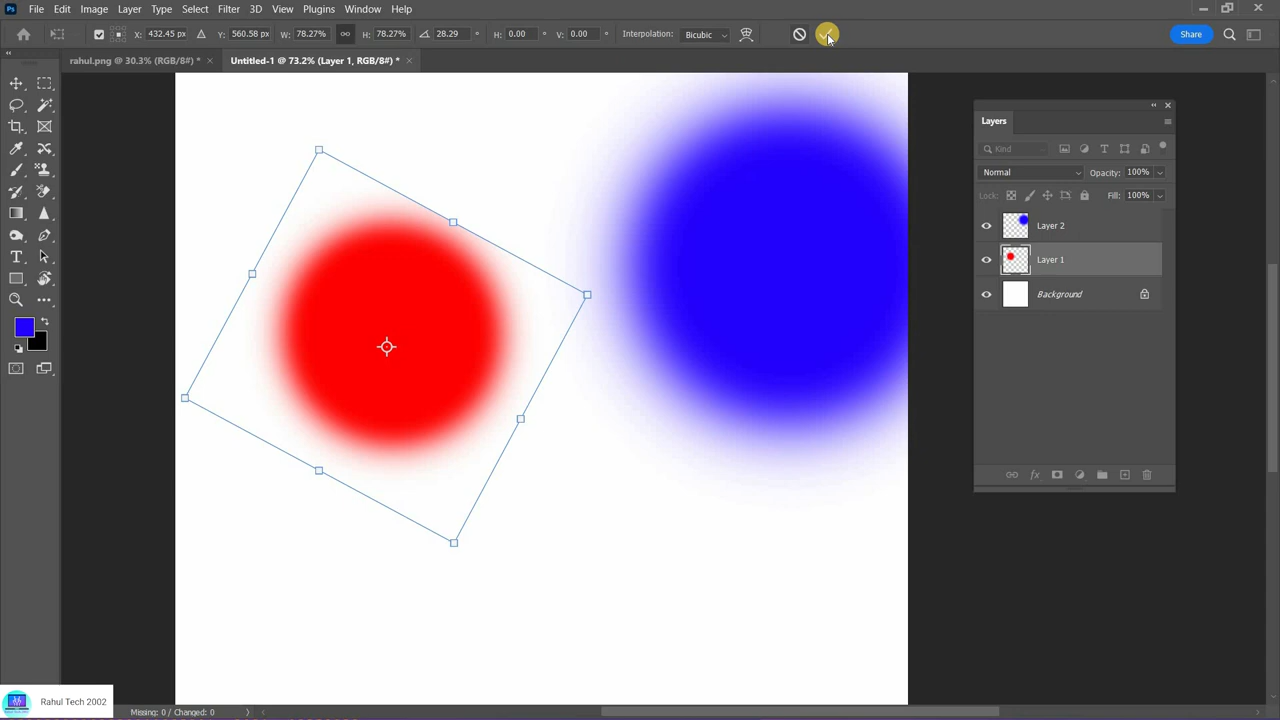 Ps File Edit Image Layer Type Select Filter 3D View Plugins Window Help
X: 432.45 px Y: 560.58 px W: 78.27% H: 78.27% 28.29 ° H: 0.00 ° V: 0.00 ° Interpolation: Bicubic Share
rahul.png @ 30.3% (RGB/8#) * × Untitled-1 @ 73.2% (Layer 1, RGB/8#) * ×
Layers
Kind
Normal Opacity: 100%
Lock: Fill: 100%
Layer 2
Layer 1
Background
Rahul Tech 2002
Missing: 0 / Changed: 0